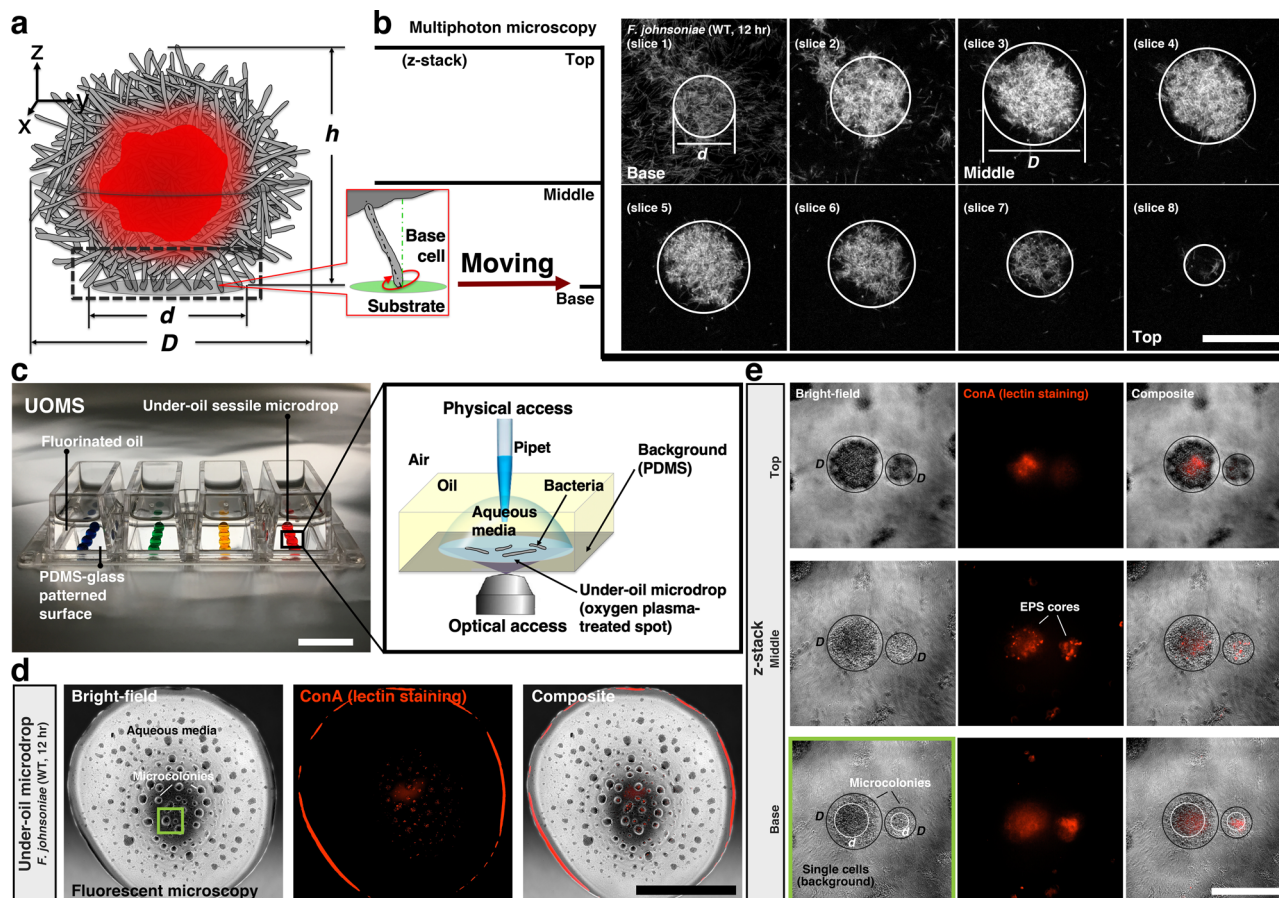 a
z
y
x
h
d
D
Base
cell
Substrate
Moving
b
Multiphoton microscopy
(z-stack)
Top
Middle
Base
F. johnsoniae (WT, 12 hr)
(slice 1)
d
Base
(slice 2)
(slice 3)
D
Middle
(slice 4)
(slice 5)
(slice 6)
(slice 7)
(slice 8)
Top
c
UOMS
Under-oil sessile microdrop
Fluorinated oil
PDMS-glass
patterned
surface
Physical access
Pipet
Air
Oil
Background
(PDMS)
Bacteria
Aqueous
media
Under-oil microdrop
(oxygen plasma-
treated spot)
Optical access
d
Under-oil microdrop
F. johnsoniae (WT, 12 hr)
Bright-field
Aqueous media
Microcolonies
Fluorescent microscopy
ConA (lectin staining)
Composite
e
z-stack
Top
Middle
Base
Bright-field
ConA (lectin staining)
Composite
D
D
EPS cores
D
D
Microcolonies
D
D
d
d
Single cells
(background)